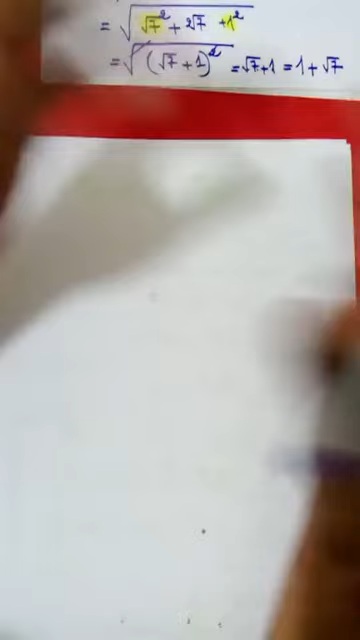 = √(√7² + 2√7 + 1²)
= √(√7 + 1)² = √7 + 1 = 1 + √7